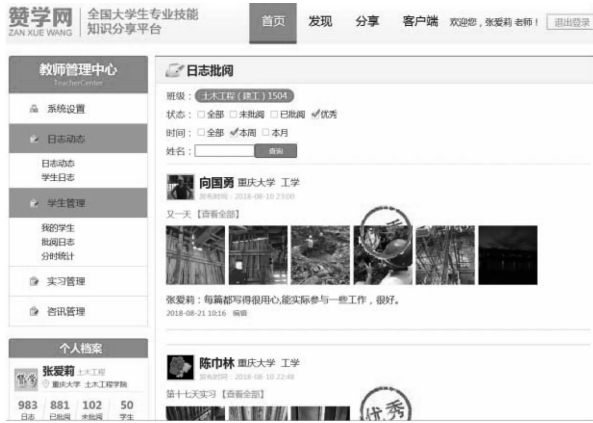 赞学网
ZAN XUE WANG
全国大学生专业技能
知识分享平台
首页 发现 分享 客户端 欢迎您，张爱莉 老师！ 退出登录
教师管理中心
TeacherCenter
系统设置
日志动态
日志动态
学生日志
学生管理
我的学生
批阅日志
分时统计
实习管理
咨讯管理
个人档案
张爱莉 土木工程
重庆大学 土木工程学院
983 881 102 50
日志 已批阅 未批阅 学生
日志批阅
班级：土木工程（建工）1504
状态：全部 未批阅 已批阅 优秀
时间：全部 本周 本月
姓名： 查询
向国勇 重庆大学 工学
发布时间：2018-08-10 23:00
又一天【查看全部】
张爱莉：每篇都写得很用心,能实际参与一些工作，很好。
2018-08-21 10:16 编辑
陈巾林 重庆大学 工学
发布时间：2018-08-10 22:48
第十七天实习【查看全部】
优秀